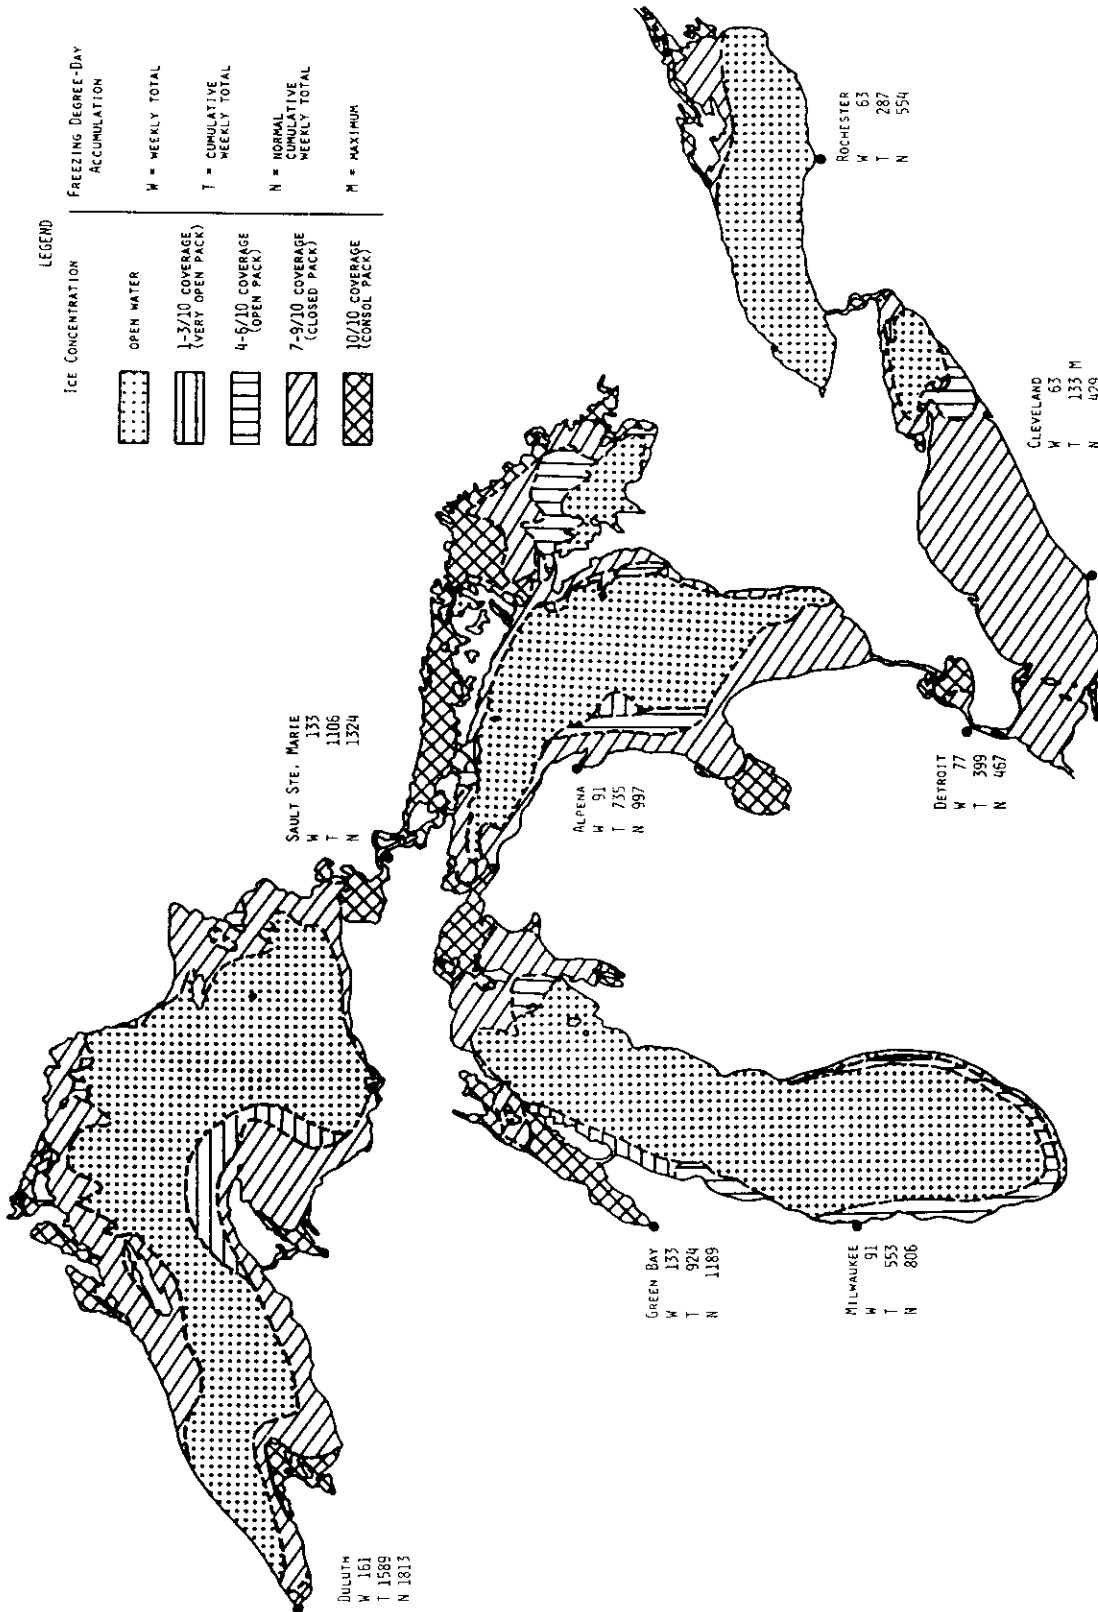 LEGEND
ICE CONCENTRATION
OPEN WATER
1-3/10 COVERAGE
(VERY OPEN PACK)
4-6/10 COVERAGE
(OPEN PACK)
7-9/10 COVERAGE
(CLOSED PACK)
10/10 COVERAGE
(CONSOL PACK)
FREEZING DEGREE-DAY
ACCUMULATION
W = WEEKLY TOTAL
T = CUMULATIVE
WEEKLY TOTAL
N = NORMAL
CUMULATIVE
WEEKLY TOTAL
M = MAXIMUM
DULUTH
W 161
T 1589
N 1813
SAULT STE. MARIE
W 133
T 1106
N 1324
GREEN BAY
W 133
T 924
N 1189
MILWAUKEE
W 91
T 553
N 806
ALPENA
W 91
T 735
N 997
DETROIT
W 77
T 399
N 467
CLEVELAND
W 63
T 133 M
N 429
ROCHESTER
W 63
T 287
N 554